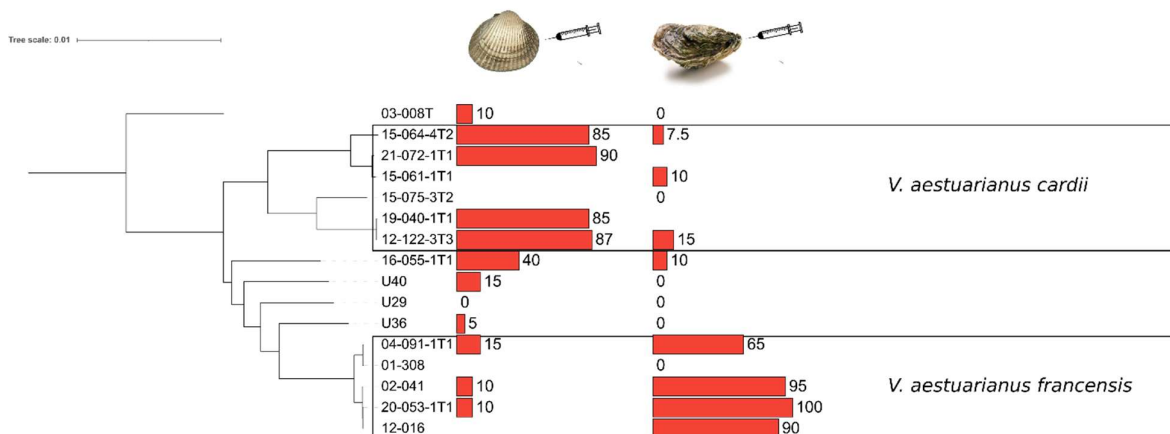 Tree scale: 0.01
03-008T 10 0
15-064-4T2 85 7.5
21-072-1T1 90
15-061-1T1 10
15-075-3T2 0
19-040-1T1 85
12-122-3T3 87 15
V. aestuarianus cardii
16-055-1T1 40 10
U40 15 0
U29 0 0
U36 5 0
04-091-1T1 15 65
01-308 0
02-041 10 95
20-053-1T1 10 100
12-016 90
V. aestuarianus francensis